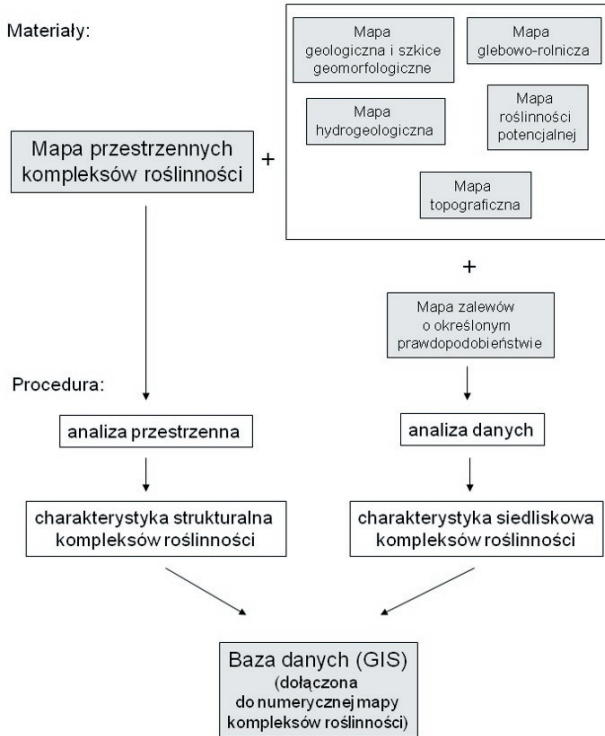 Materiały:
Mapa
geologiczna i szkice
geomorfologiczne
Mapa
glebowo-rolnicza
Mapa
hydrogeologiczna
Mapa
roślinności
potencjalnej
Mapa
topograficzna
Mapa przestrzennych
kompleksów roślinności
+
+
Mapa zalewów
o określonym
prawdopodobieństwie
Procedura:
analiza przestrzenna
analiza danych
charakterystyka strukturalna
kompleksów roślinności
charakterystyka siedliskowa
kompleksów roślinności
Baza danych (GIS)
(dołączona
do numerycznej mapy
kompleksów roślinności)